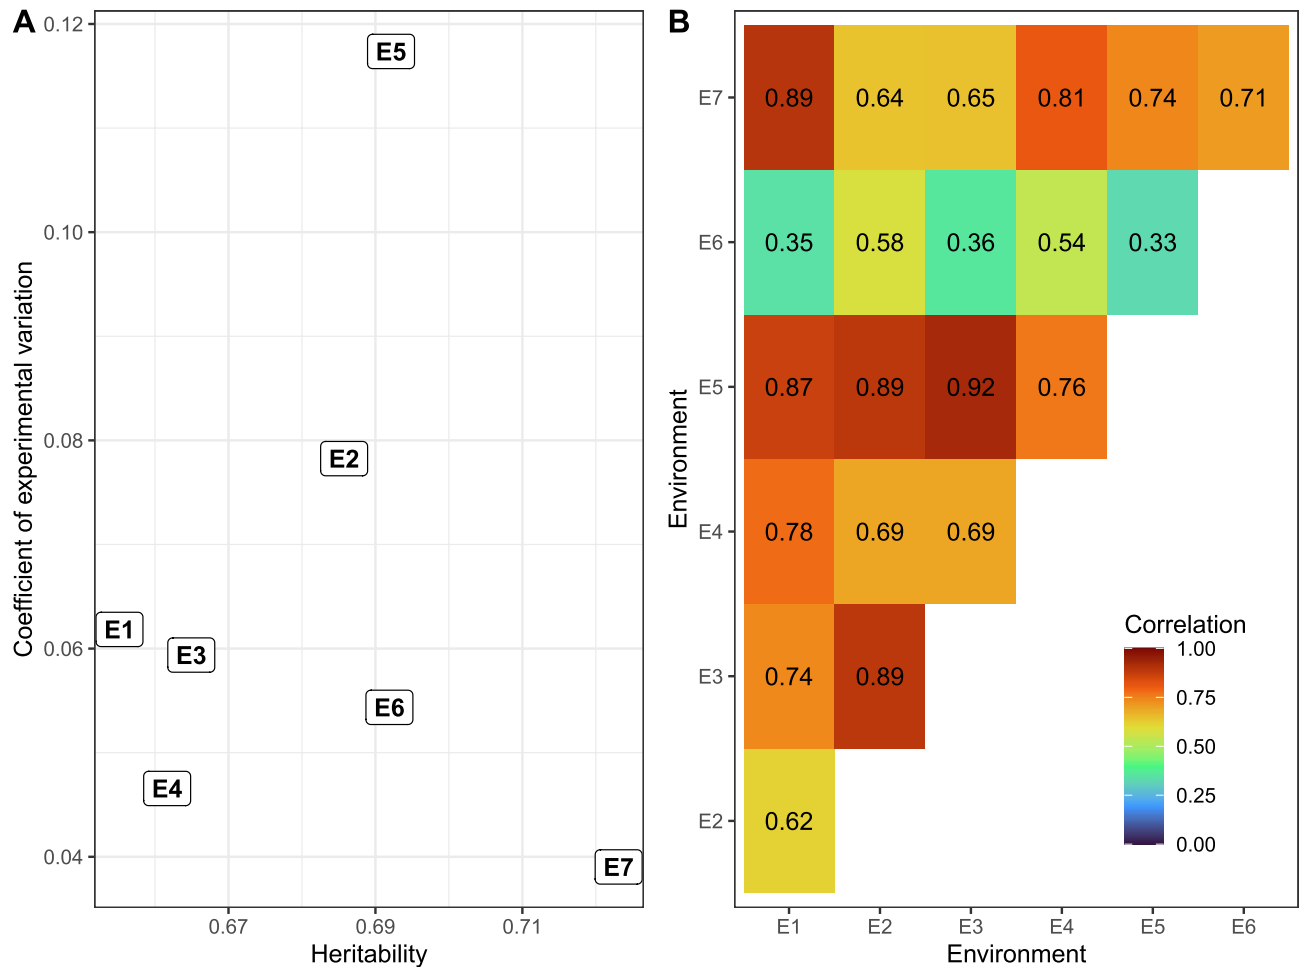 A
0.12
0.10
0.08
0.06
0.04
Coefficient of experimental variation
E5
E2
E1
E3
E6
E4
E7
0.67 0.69 0.71
Heritability
B
Environment
E7 0.89 0.64 0.65 0.81 0.74 0.71
E6 0.35 0.58 0.36 0.54 0.33
E5 0.87 0.89 0.92 0.76
E4 0.78 0.69 0.69
E3 0.74 0.89
E2 0.62
Correlation
1.00
0.75
0.50
0.25
0.00
E1 E2 E3 E4 E5 E6
Environment